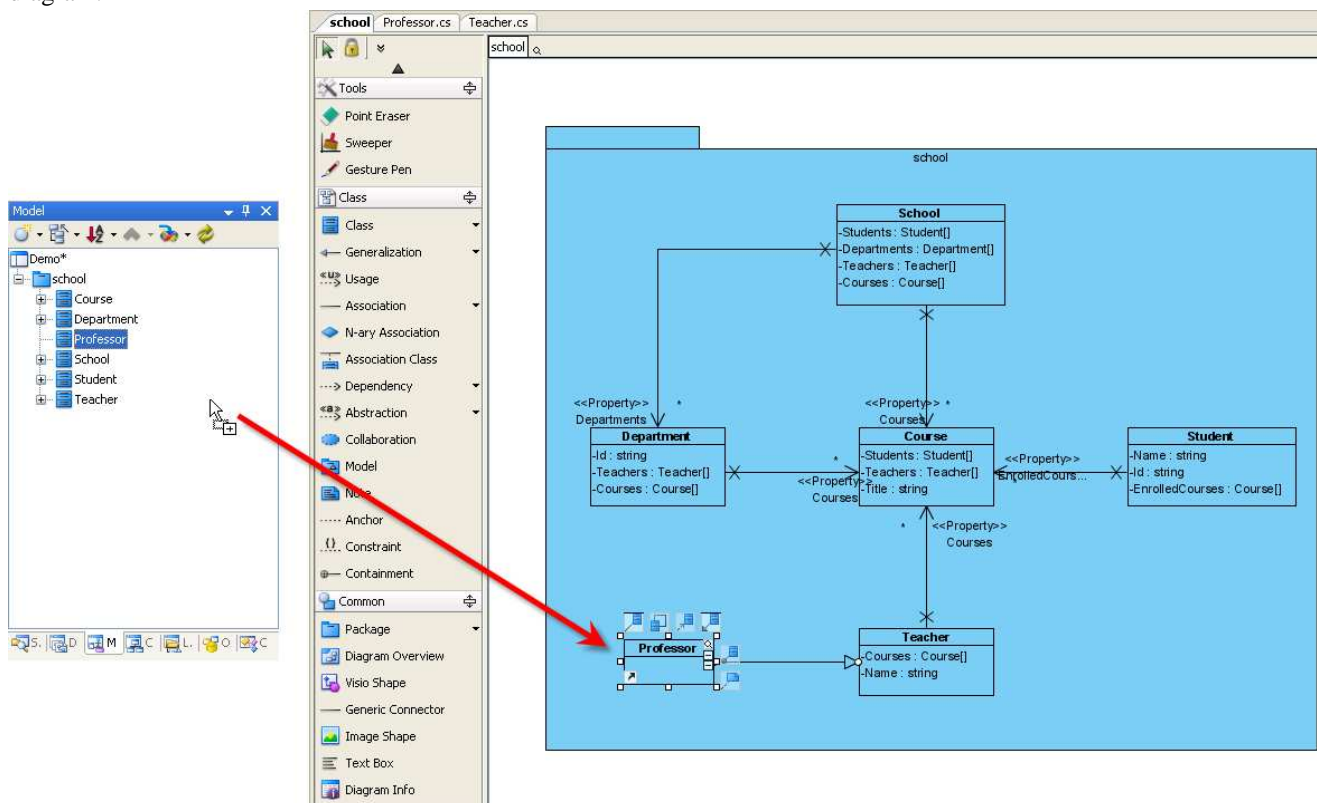 diagram.
school Professor.cs Teacher.cs
school
Tools
Point Eraser
Sweeper
Gesture Pen
Class
Class
Generalization
<<U>> Usage
Association
N-ary Association
Association Class
Dependency
<<a>> Abstraction
Collaboration
Model
Note
Anchor
{} Constraint
Containment
Common
Package
Diagram Overview
Visio Shape
Generic Connector
Image Shape
Text Box
Diagram Info
Model
Demo*
school
Course
Department
Professor
School
Student
Teacher
S. D M C L. O C
school
School
-Students : Student[]
-Departments : Department[]
-Teachers : Teacher[]
-Courses : Course[]
<<Property>> *
Departments
<<Property>> *
Courses
Department
-Id : string
-Teachers : Teacher[]
-Courses : Course[]
*
<<Property>>
Courses
Course
-Students : Student[]
-Teachers : Teacher[]
-Title : string
<<Property>>
EnrolledCours...
*
Student
-Name : string
-Id : string
-EnrolledCourses : Course[]
* <<Property>>
Courses
Professor
Teacher
-Courses : Course[]
-Name : string